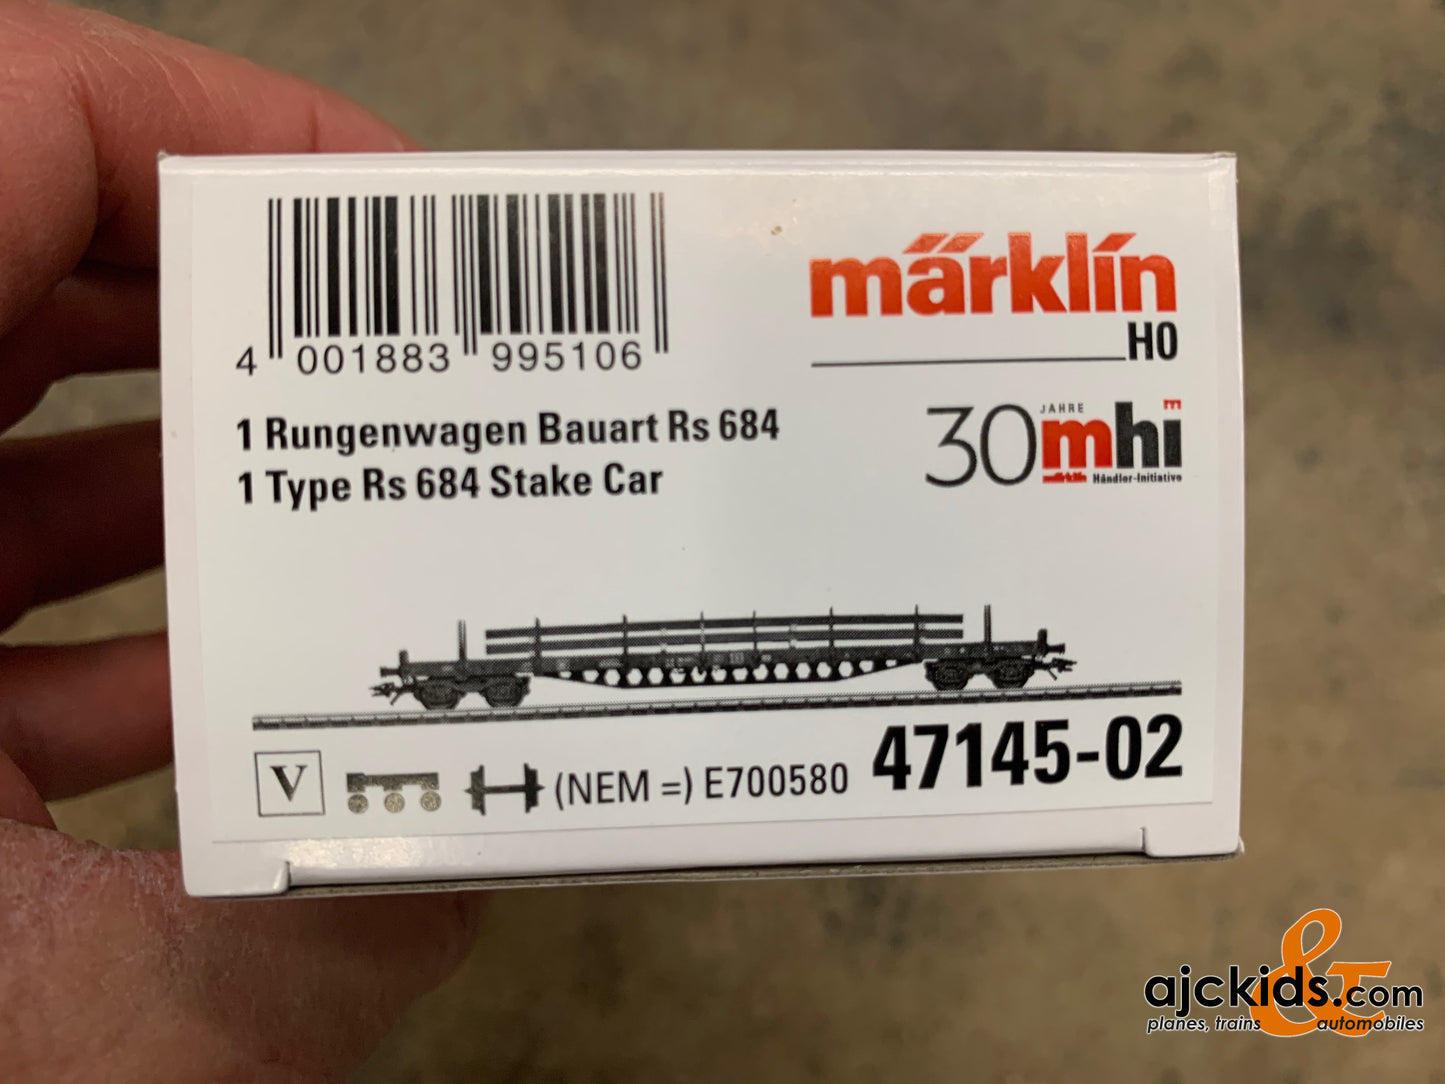 4 001883 995106
märklín
H0
1 Rungenwagen Bauart Rs 684
1 Type Rs 684 Stake Car
30 JAHRE mhi
märklin Händler-Initiative
V (NEM =) E700580 47145-02
ajckids.com
&
planes, trains automobiles